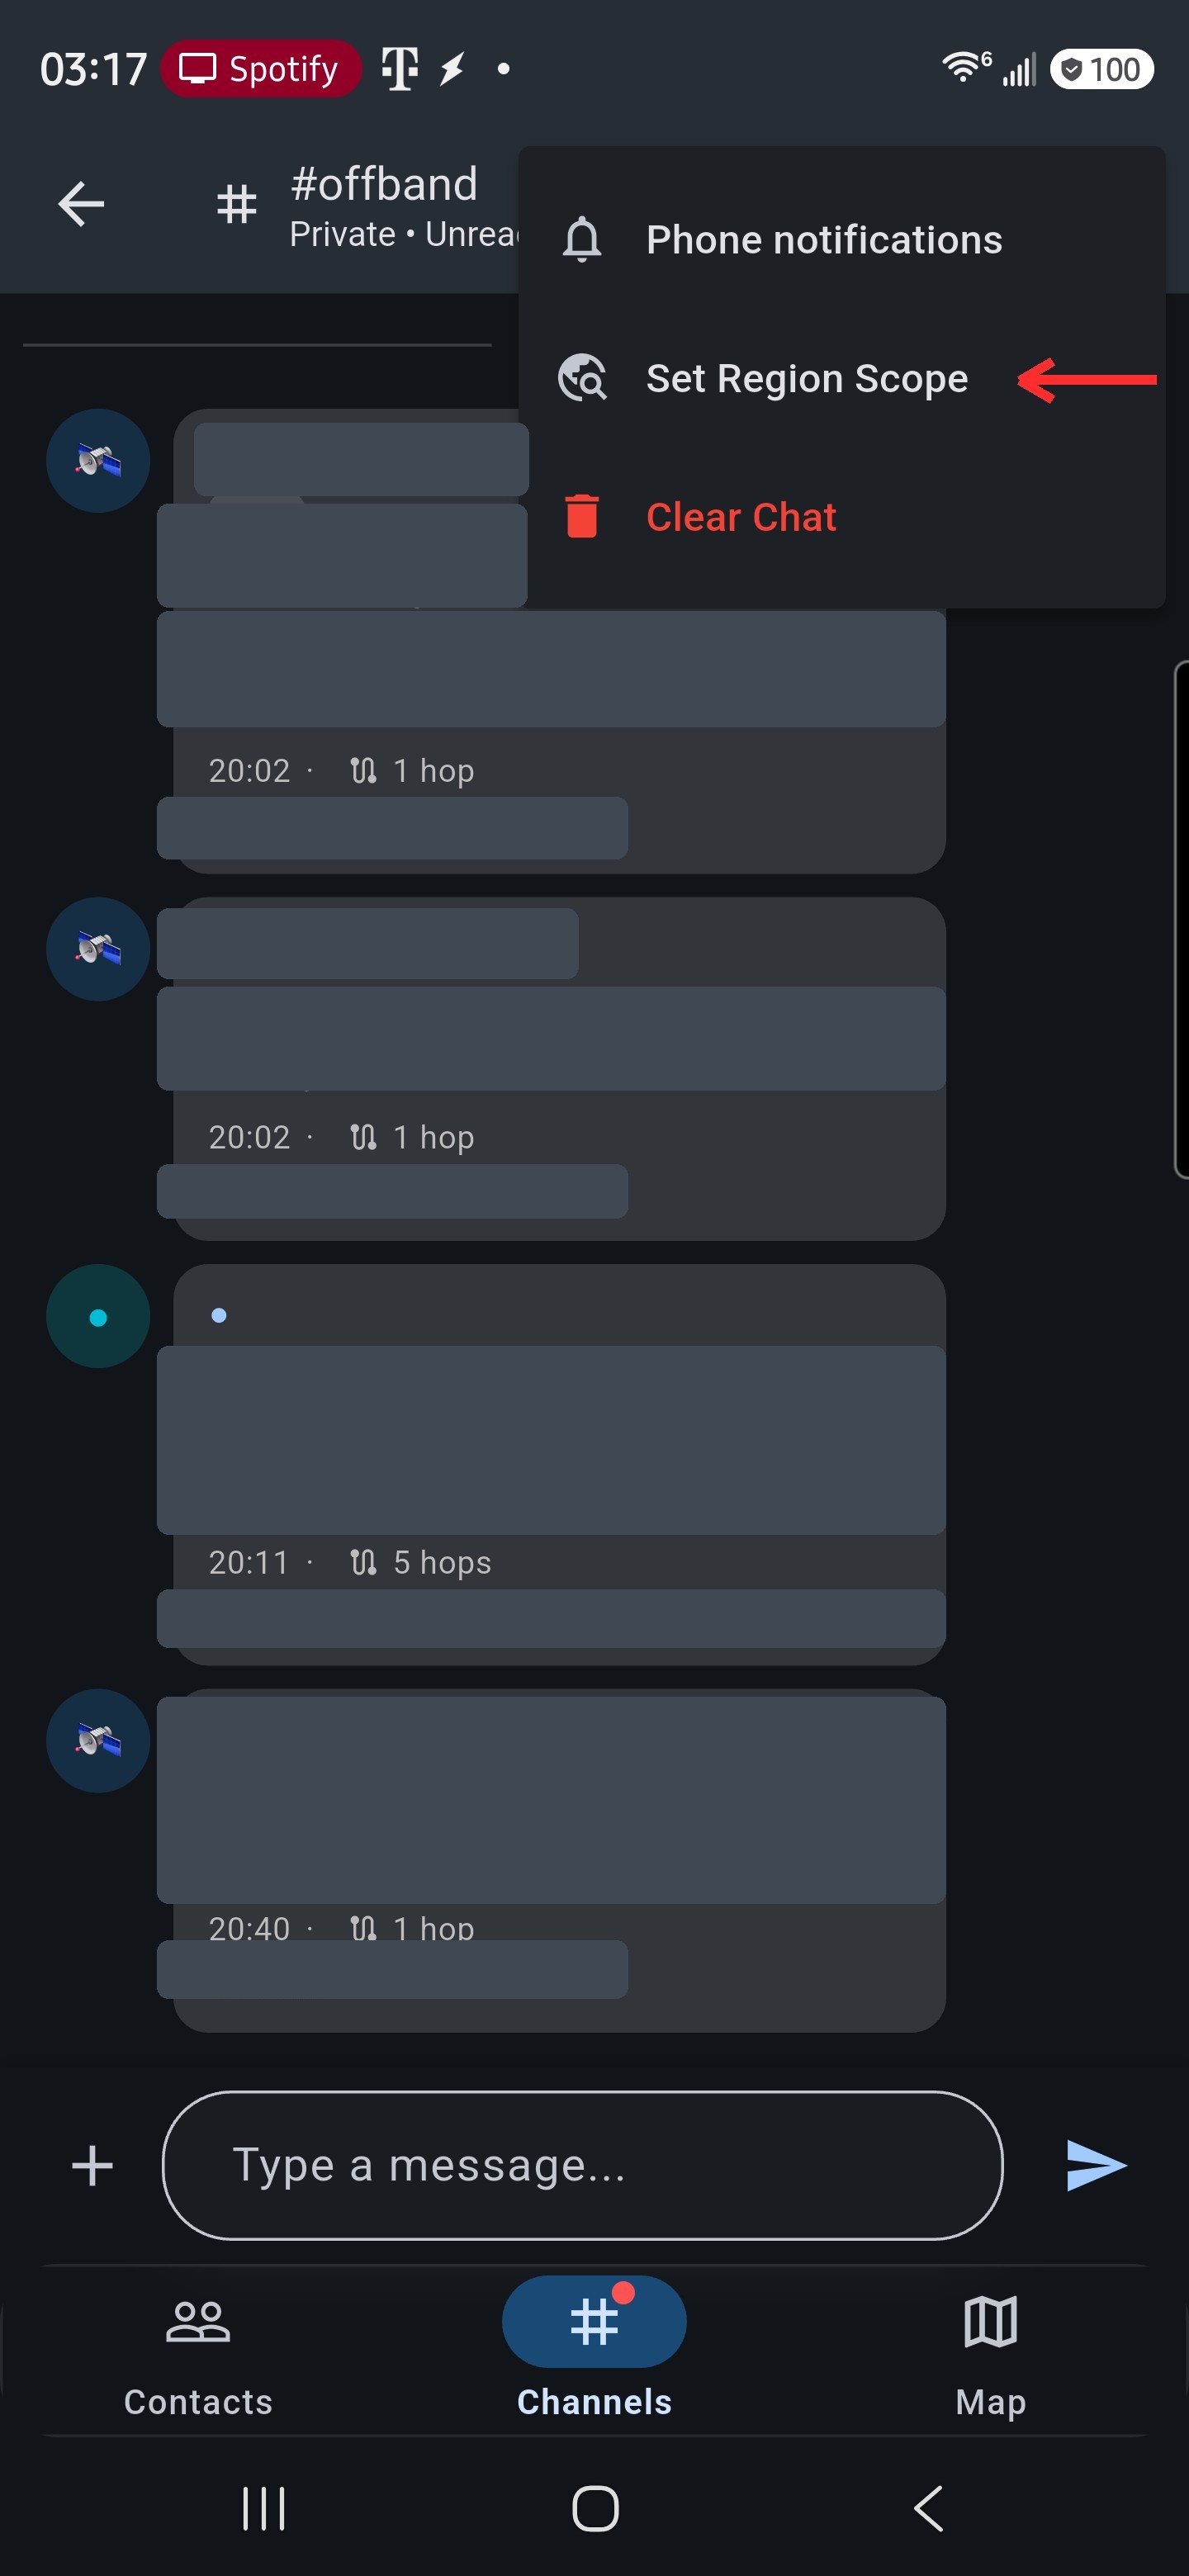 03:17 Spotify 6 100
#offband
Private • Unrea
Phone notifications
Set Region Scope
Clear Chat
20:02 · 1 hop
20:02 · 1 hop
20:11 · 5 hops
20:40 · 1 hop
Type a message...
Contacts Channels Map